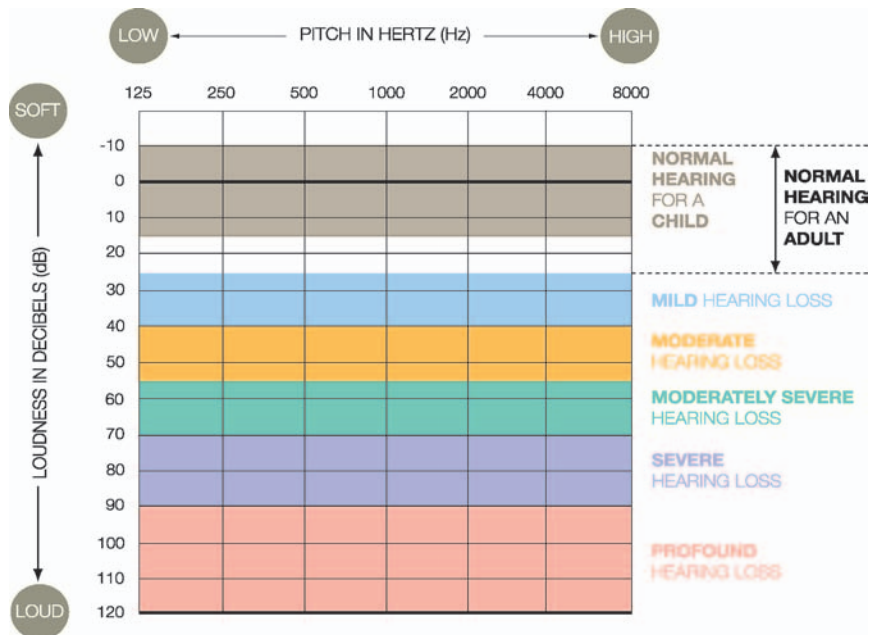 LOW
PITCH IN HERTZ (Hz)
HIGH
SOFT
125 250 500 1000 2000 4000 8000
-10
0
10
20
30
40
50
60
70
80
90
100
110
120
LOUDNESS IN DECIBELS (dB)
LOUD
NORMAL
HEARING
FOR A
CHILD
NORMAL
HEARING
FOR AN
ADULT
MILD HEARING LOSS
MODERATE
HEARING LOSS
MODERATELY SEVERE
HEARING LOSS
SEVERE
HEARING LOSS
PROFOUND
HEARING LOSS